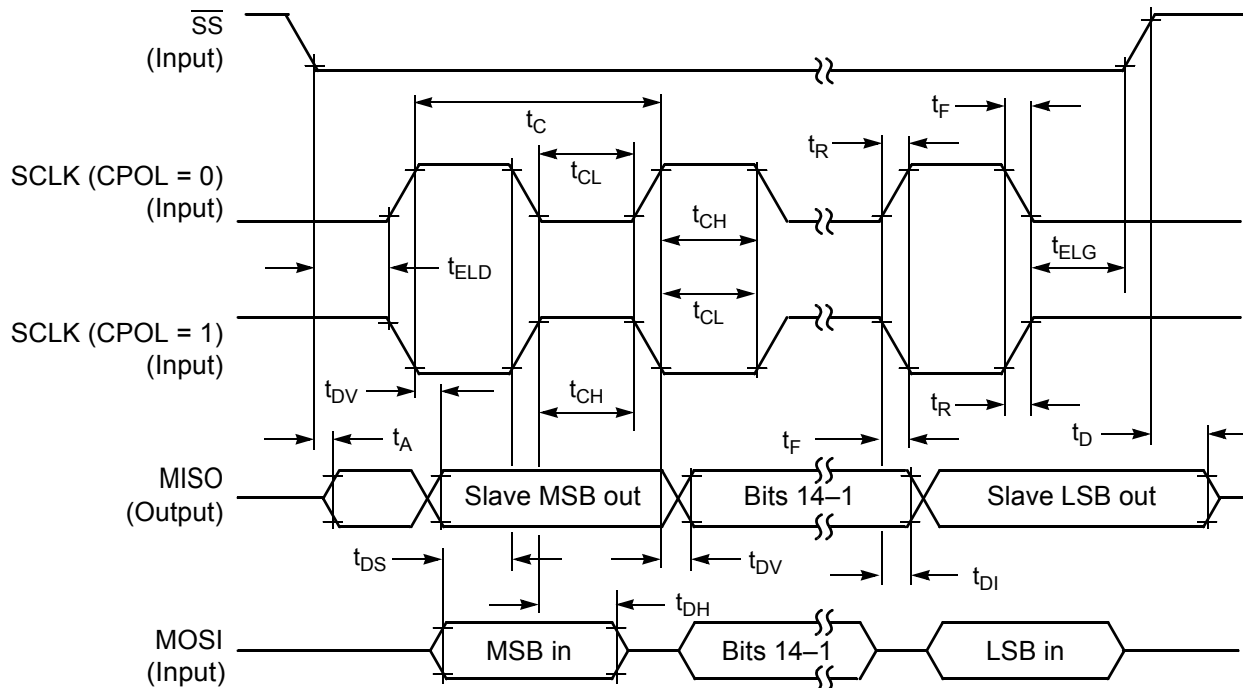 SS
(Input)
t_F
t_C
t_R
SCLK (CPOL = 0)
(Input)
t_CL
t_CH
t_ELD
t_ELG
t_CL
SCLK (CPOL = 1)
(Input)
t_DV
t_CH
t_R
t_A
t_F
t_D
MISO
(Output)
Slave MSB out
Bits 14–1
Slave LSB out
t_DS
t_DV
t_DI
t_DH
MOSI
(Input)
MSB in
Bits 14–1
LSB in